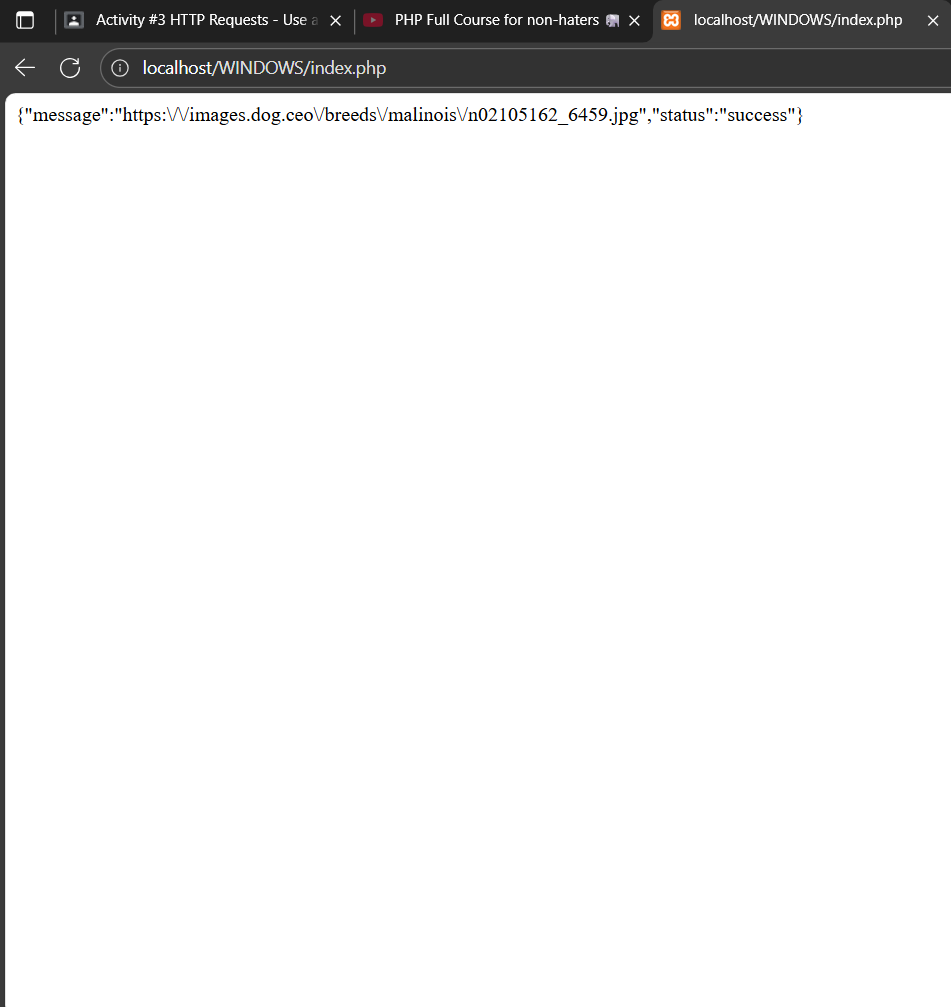 Activity #3 HTTP Requests - Use a
PHP Full Course for non-haters 🐘
localhost/WINDOWS/index.php
localhost/WINDOWS/index.php
{"message":"https:\/\/images.dog.ceo\/breeds\/malinois\/n02105162_6459.jpg","status":"success"}